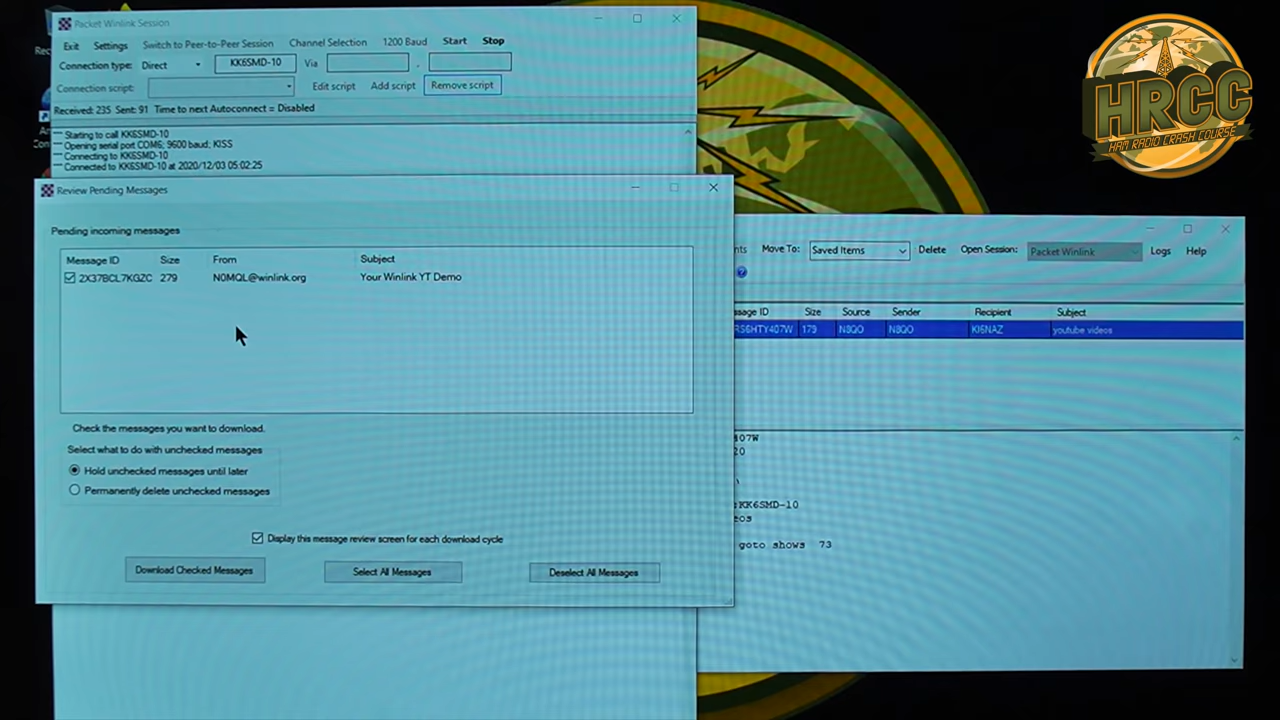 Packet Winlink Session
Exit Settings Switch to Peer-to-Peer Session Channel Selection 1200 Baud Start Stop
Connection type: Direct KK6SMD-10 Via .
Connection script: Edit script Add script Remove script
Received: 235 Sent: 91 Time to next Autoconnect = Disabled
Starting to call KK6SMD-10
Opening serial port COM6; 9600 baud; KISS
Connecting to KK6SMD-10
Connected to KK6SMD-10 at 2020/12/03 05:02:25
Review Pending Messages
Pending incoming messages
Message ID Size From Subject
2X37BCL7KGZC 279 N0MQL@winlink.org Your Winlink YT Demo
Check the messages you want to download.
Select what to do with unchecked messages
Hold unchecked messages until later
Permanently delete unchecked messages
Display this message review screen for each download cycle
Download Checked Messages Select All Messages Deselect All Messages
nts Move To: Saved Items Delete Open Session: Packet Winlink Logs Help
ssage ID Size Source Sender Recipient Subject
RS6HTY407W 179 N8QO N8QO KI6NAZ youtube videos
407W
20
:KK6SMD-10
eos
goto shows 73
HRCC
HAM RADIO CRASH COURSE